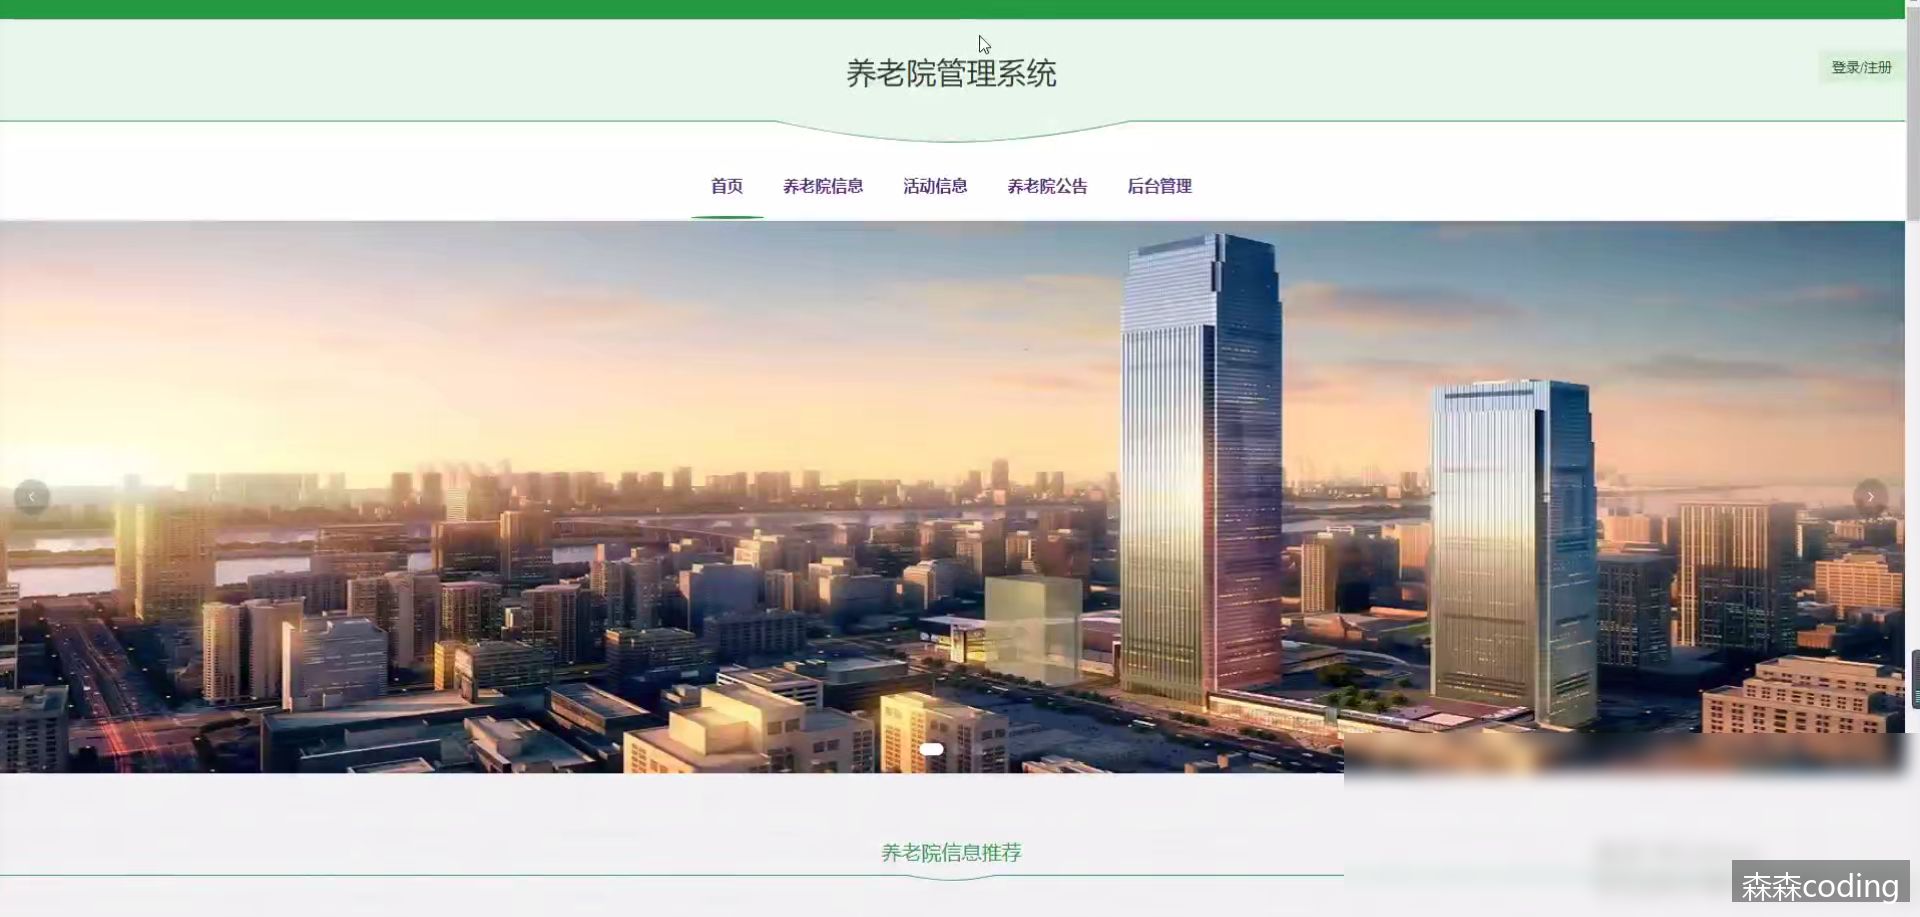 养老院管理系统
登录/注册
首页 养老院信息 活动信息 养老院公告 后台管理
养老院信息推荐
森森coding